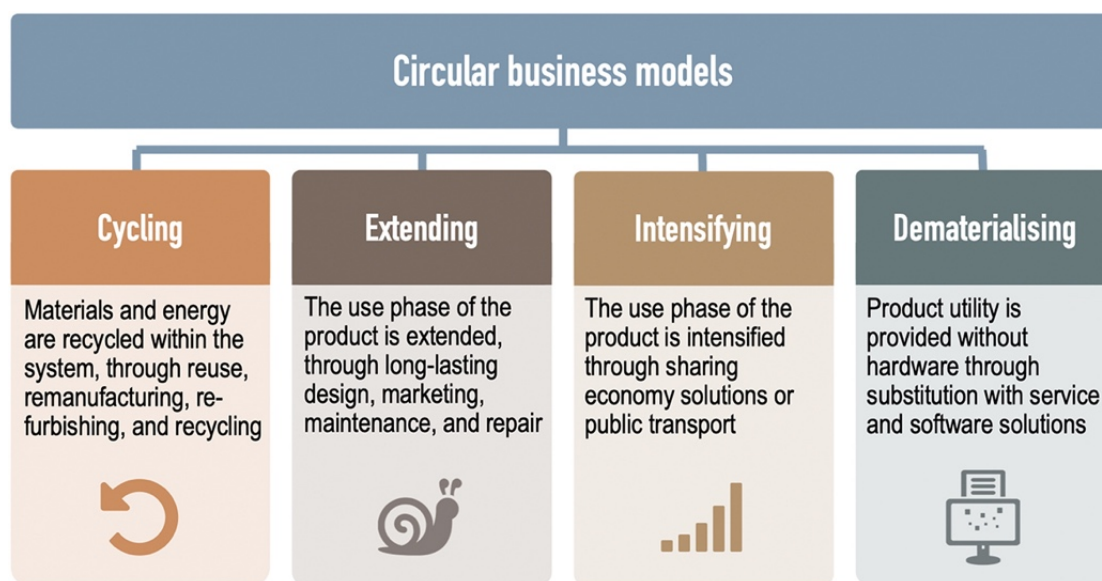 Circular business models
Cycling
Materials and energy
are recycled within the
system, through reuse,
remanufacturing, re-
furbishing, and recycling
Extending
The use phase of the
product is extended,
through long-lasting
design, marketing,
maintenance, and repair
Intensifying
The use phase of the
product is intensified
through sharing
economy solutions or
public transport
Dematerialising
Product utility is
provided without
hardware through
substitution with service
and software solutions